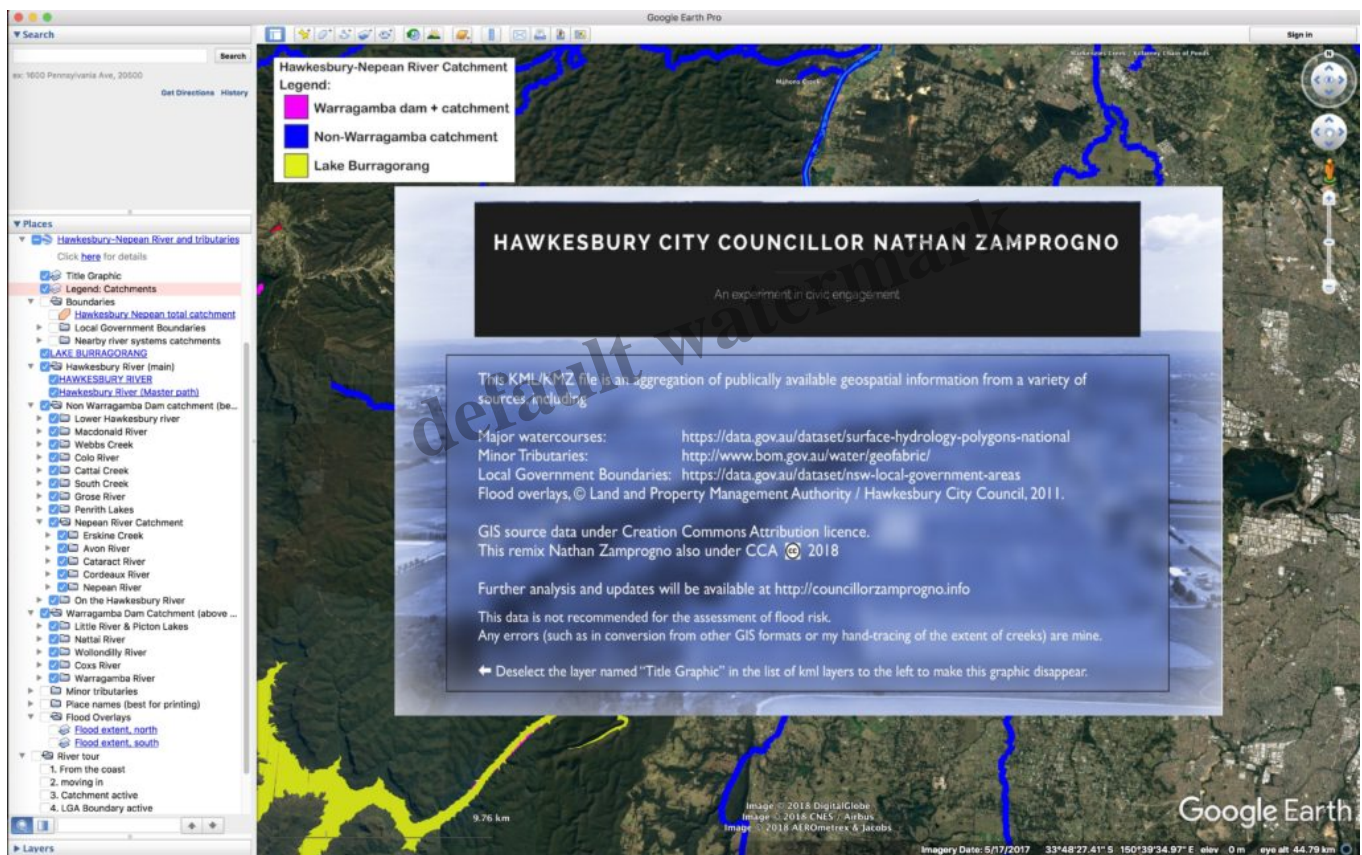 Google Earth Pro
Search
Search
ex: 1600 Pennsylvania Ave, 20500
Get Directions History
Sign in
N
Hawkesbury-Nepean River Catchment
Legend:
Warragamba dam + catchment
Non-Warragamba catchment
Lake Burragorang
Places
Hawkesbury-Nepean River and tributaries
Click here for details
Title Graphic
Legend: Catchments
Boundaries
Hawkesbury Nepean total catchment
Local Government Boundaries
Nearby river systems catchments
LAKE BURRAGORANG
Hawkesbury River (main)
HAWKESBURY RIVER
Hawkesbury River (Master path)
Non Warragamba Dam catchment (be...
Lower Hawkesbury river
Macdonald River
Webbs Creek
Colo River
Cattai Creek
South Creek
Grose River
Penrith Lakes
Nepean River Catchment
Erskine Creek
Avon River
Cataract River
Cordeaux River
Nepean River
On the Hawkesbury River
Warragamba Dam Catchment (above ...
Little River & Picton Lakes
Nattai River
Wollondilly River
Coxs River
Warragamba River
Minor tributaries
Place names (best for printing)
Flood Overlays
Flood extent, north
Flood extent, south
River tour
1. From the coast
2. moving in
3. Catchment active
4. LGA Boundary active
Layers
HAWKESBURY CITY COUNCILLOR NATHAN ZAMPROGNO
An experiment in civic engagement
default watermark
This KML/KMZ file is an aggregation of publically available geospatial information from a variety of
sources, including
Major watercourses: https://data.gov.au/dataset/surface-hydrology-polygons-national
Minor Tributaries: http://www.bom.gov.au/water/geofabric/
Local Government Boundaries: https://data.gov.au/dataset/nsw-local-government-areas
Flood overlays, © Land and Property Management Authority / Hawkesbury City Council, 2011.
GIS source data under Creation Commons Attribution licence.
This remix Nathan Zamprogno also under CCA cc 2018
Further analysis and updates will be available at http://councillorzamprogno.info
This data is not recommended for the assessment of flood risk.
Any errors (such as in conversion from other GIS formats or my hand-tracing of the extent of creeks) are mine.
Deselect the layer named "Title Graphic" in the list of kml layers to the left to make this graphic disappear.
9.76 km
Image © 2018 DigitalGlobe
Image © 2018 CNES / Airbus
Image © 2018 AEROmetrex & Jacobs
Google Earth
Imagery Date: 5/17/2017 33°48'27.41" S 150°39'34.97" E elev 0 m eye alt 44.79 km